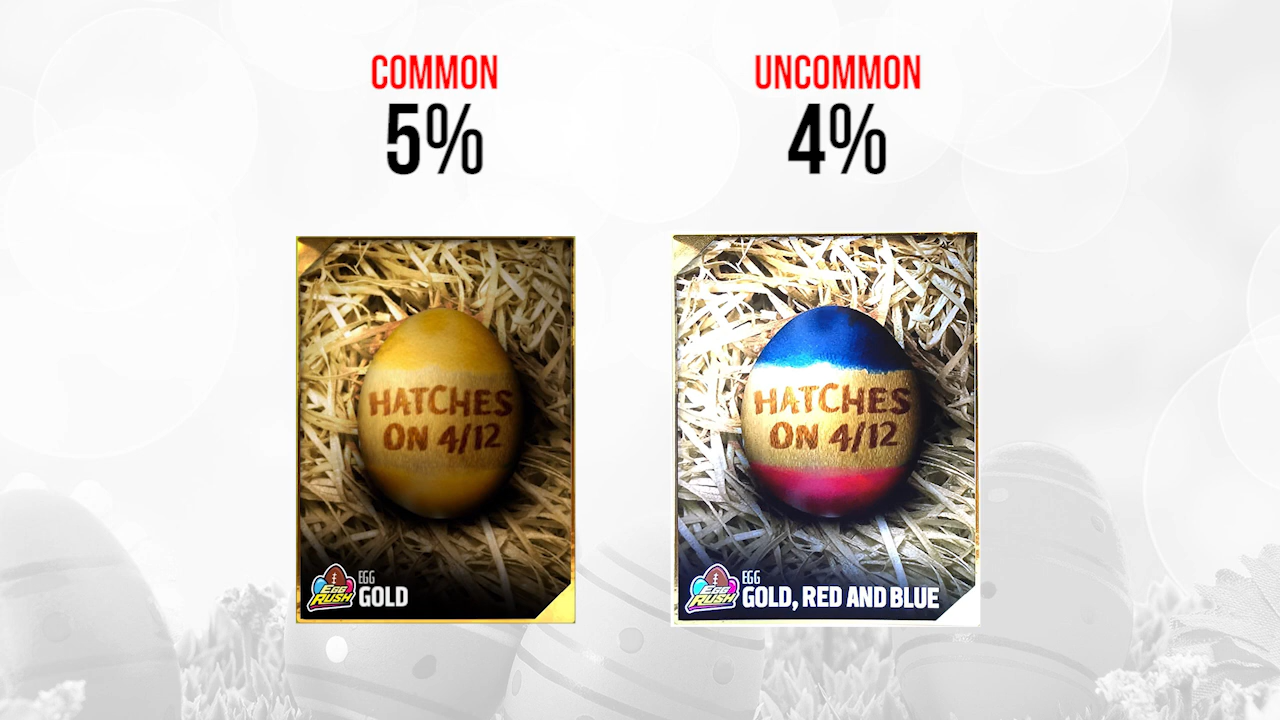 COMMON
5%
UNCOMMON
4%
HATCHES
ON 4/12
EGG
RUSH
EGG
GOLD
HATCHES
ON 4/12
EGG
RUSH
EGG
GOLD, RED AND BLUE